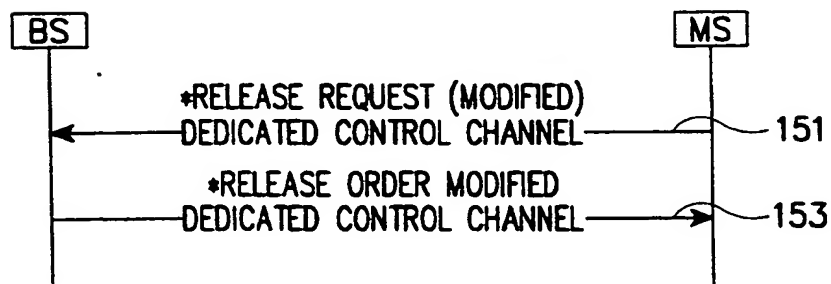 BS
MS
*RELEASE REQUEST (MODIFIED)
DEDICATED CONTROL CHANNEL
151
*RELEASE ORDER MODIFIED
DEDICATED CONTROL CHANNEL
153